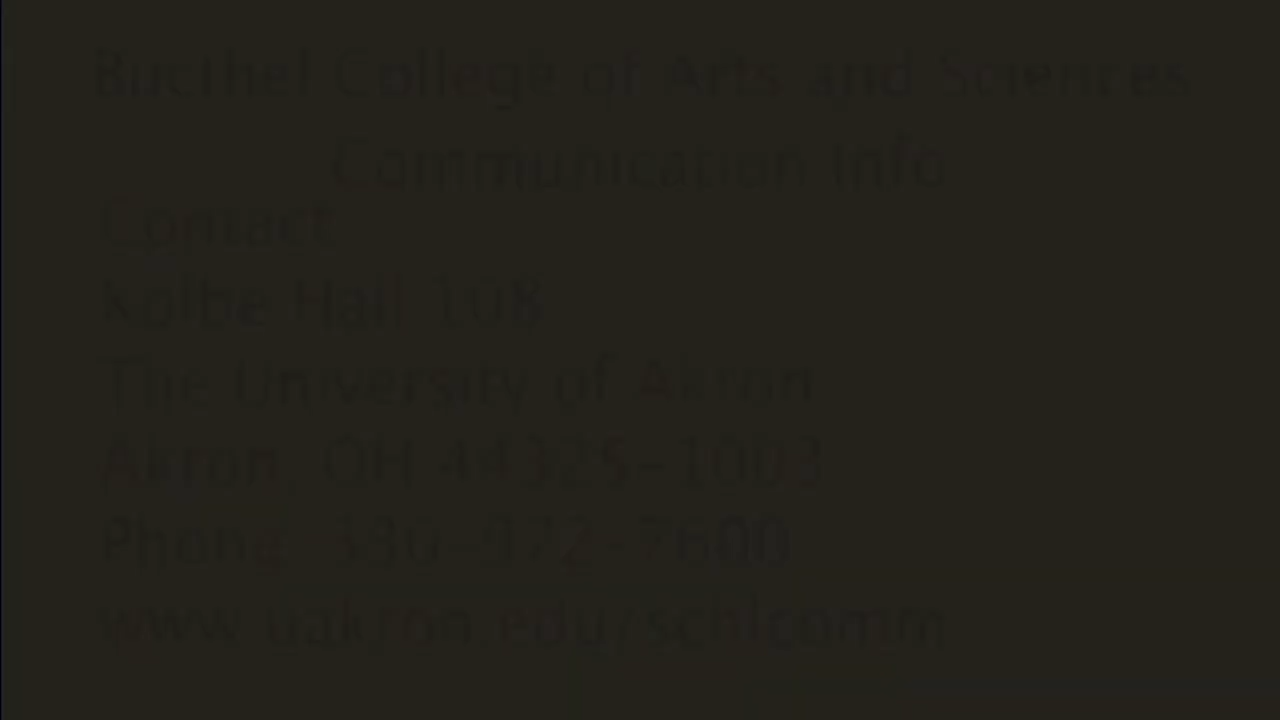 Bucthel College of Arts and Sciences
Communication Info
Contact
Kolbe Hall 108
The University of Akron
Akron, OH 44325-1003
Phone: 330-972-7600
www.uakron.edu/schlcomm